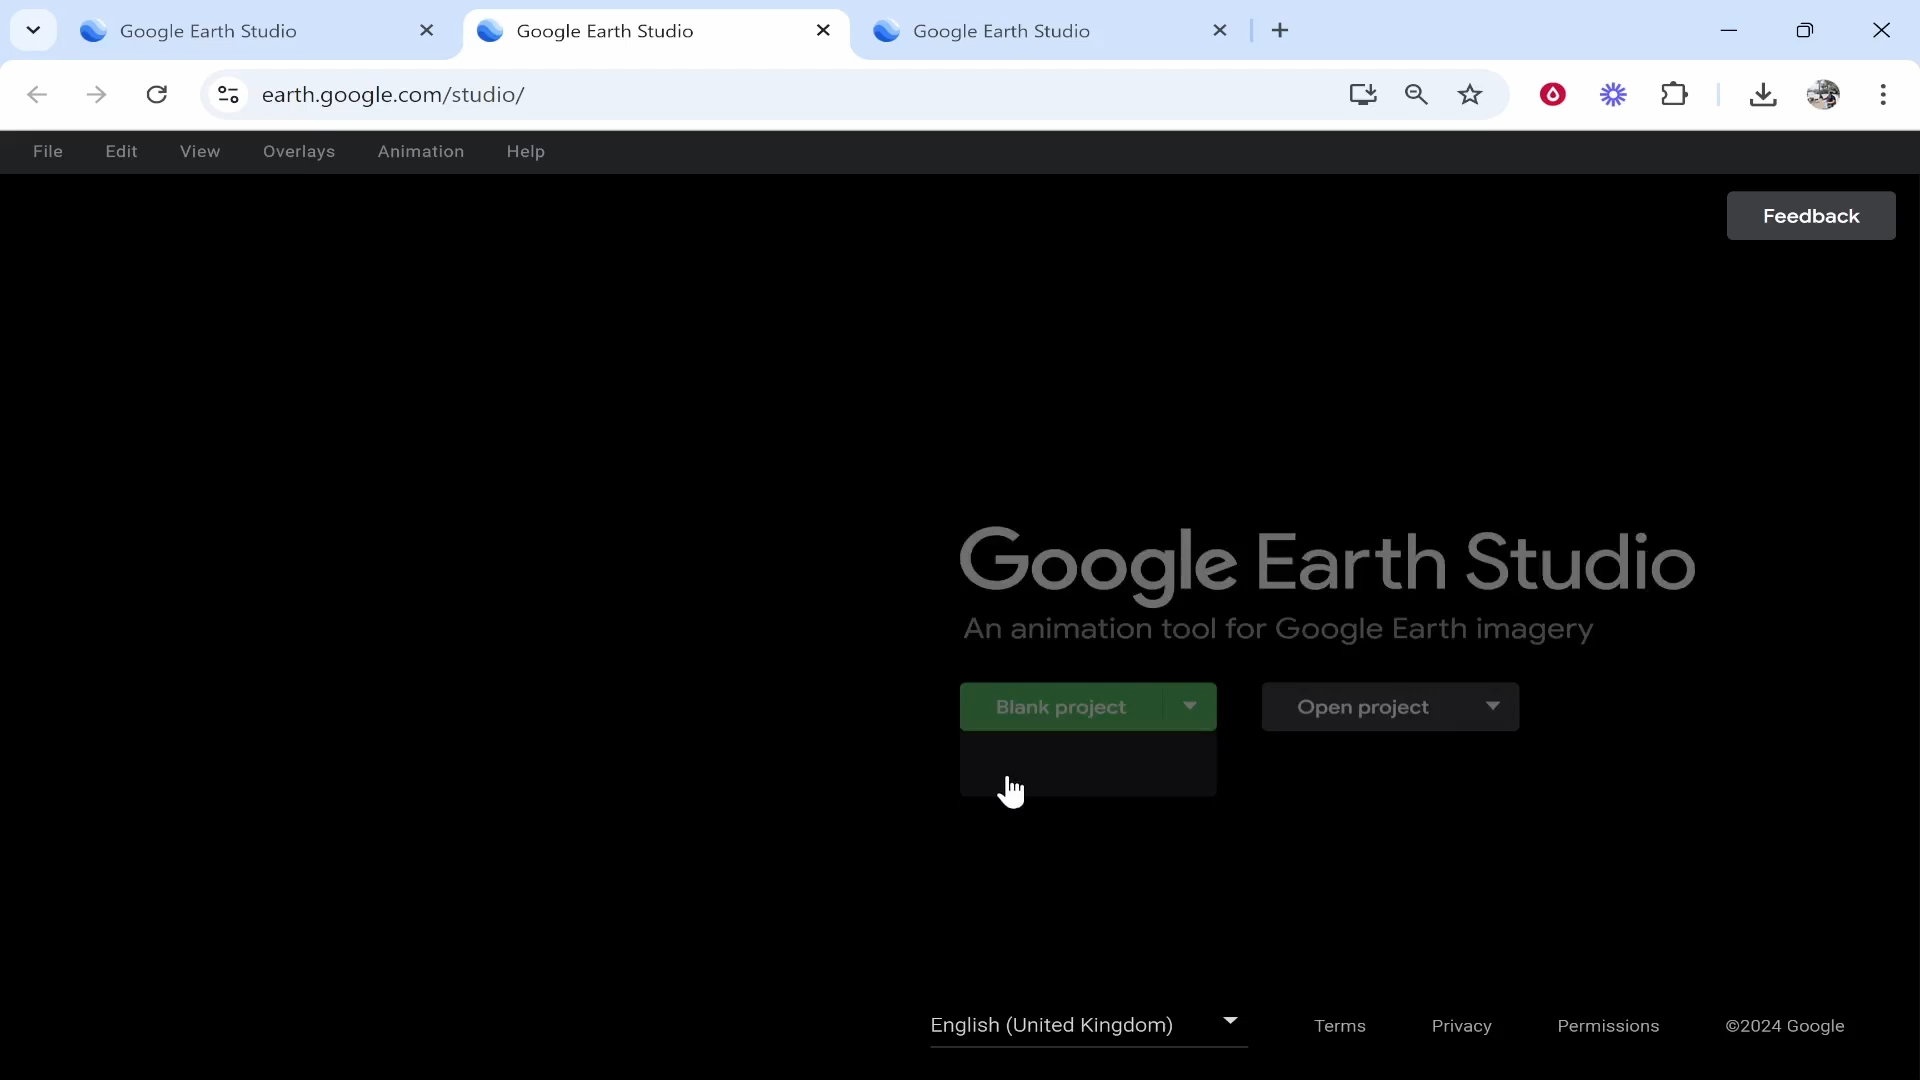 Google Earth Studio
Google Earth Studio
Google Earth Studio
earth.google.com/studio/
File Edit View Overlays Animation Help
Feedback
Google Earth Studio
An animation tool for Google Earth imagery
Blank project
Open project
English (United Kingdom)
Terms
Privacy
Permissions
©2024 Google